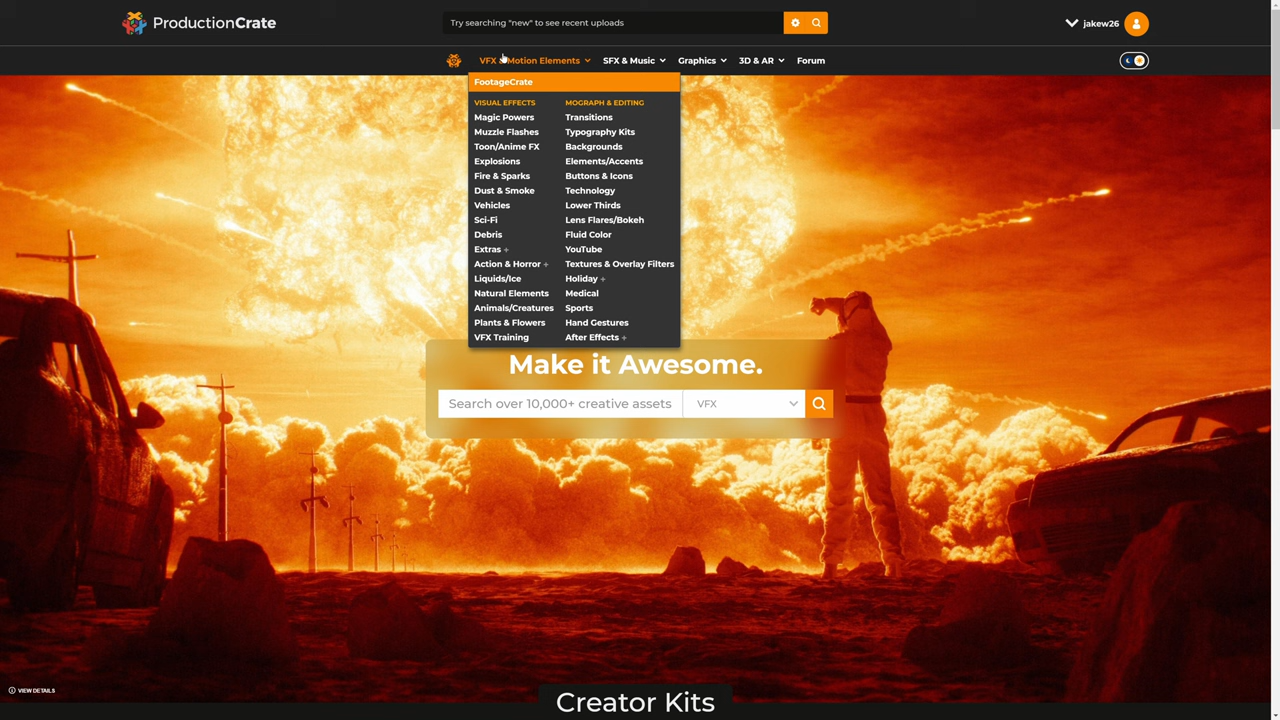 ProductionCrate
Try searching "new" to see recent uploads
jakew26
VFX & Motion Elements
SFX & Music
Graphics
3D & AR
Forum
FootageCrate
VISUAL EFFECTS
Magic Powers
Muzzle Flashes
Toon/Anime FX
Explosions
Fire & Sparks
Dust & Smoke
Vehicles
Sci-Fi
Debris
Extras +
Action & Horror +
Liquids/Ice
Natural Elements
Animals/Creatures
Plants & Flowers
VFX Training
MOGRAPH & EDITING
Transitions
Typography Kits
Backgrounds
Elements/Accents
Buttons & Icons
Technology
Lower Thirds
Lens Flares/Bokeh
Fluid Color
YouTube
Textures & Overlay Filters
Holiday +
Medical
Sports
Hand Gestures
After Effects +
Make it Awesome.
Search over 10,000+ creative assets
VFX
VIEW DETAILS
Creator Kits